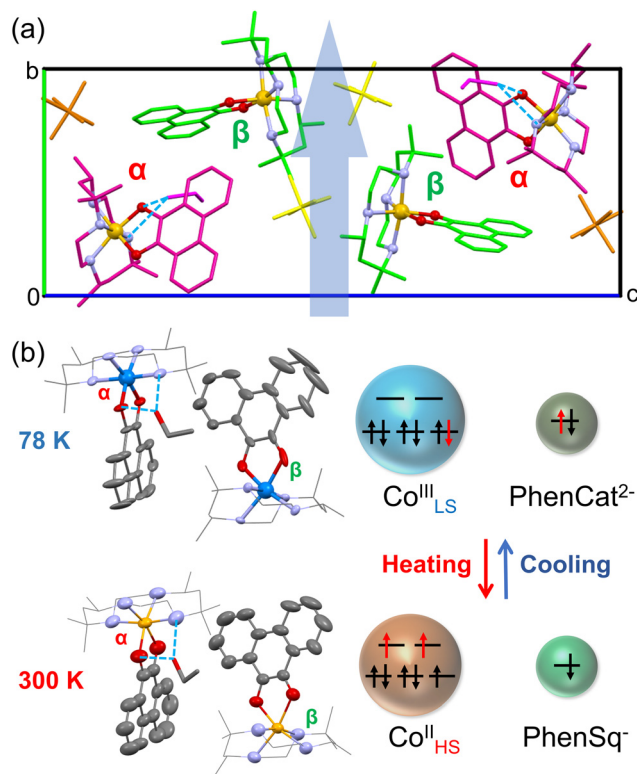 (a)
b
β
α
α
β
0
c
(b)
α
78 K
β
Co^III_LS
PhenCat^2-
Heating
Cooling
α
300 K
β
Co^II_HS
PhenSq^-